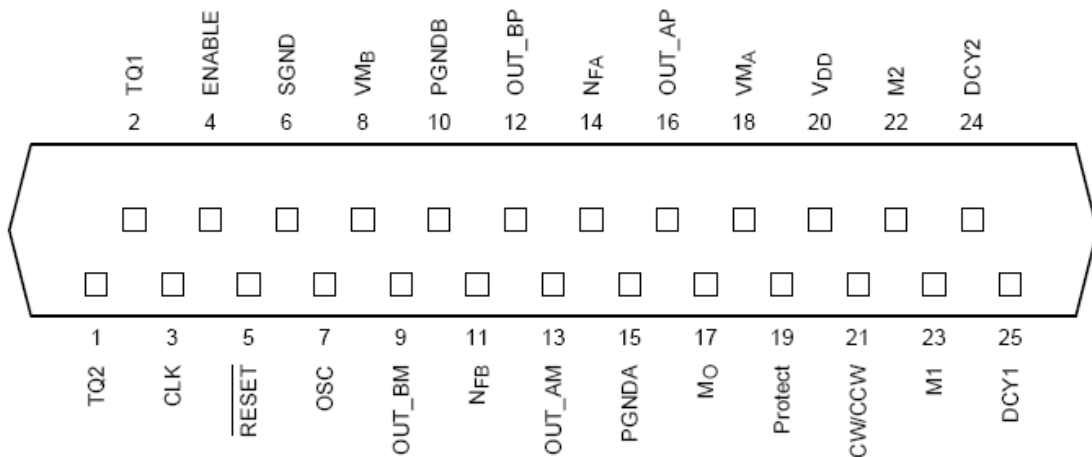 TQ1 ENABLE SGND VMB PGNDB OUT_BP NFA OUT_AP VMA VDD M2 DCY2
2 4 6 8 10 12 14 16 18 20 22 24
1 3 5 7 9 11 13 15 17 19 21 23 25
TQ2 CLK RESET OSC OUT_BM NFB OUT_AM PGNDA MO Protect CW/CCW M1 DCY1